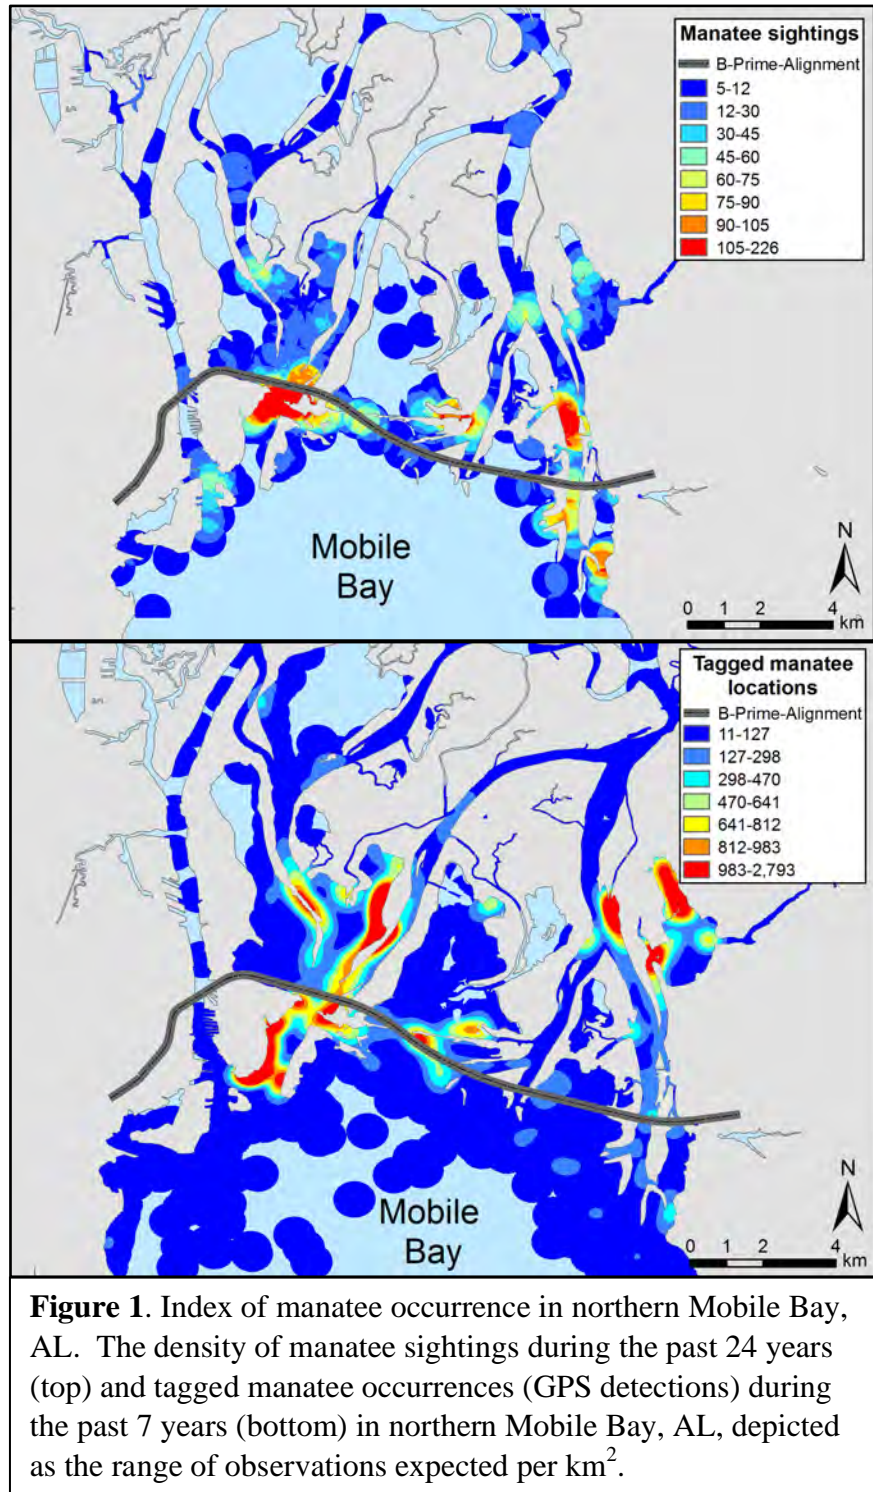 Manatee sightings
B-Prime-Alignment
5-12
12-30
30-45
45-60
60-75
75-90
90-105
105-226
Mobile
Bay
N
0 1 2 4
km
Tagged manatee
locations
B-Prime-Alignment
11-127
127-298
298-470
470-641
641-812
812-983
983-2,793
Mobile
Bay
N
0 1 2 4
km
Figure 1. Index of manatee occurrence in northern Mobile Bay,
AL. The density of manatee sightings during the past 24 years
(top) and tagged manatee occurrences (GPS detections) during
the past 7 years (bottom) in northern Mobile Bay, AL, depicted
as the range of observations expected per km².